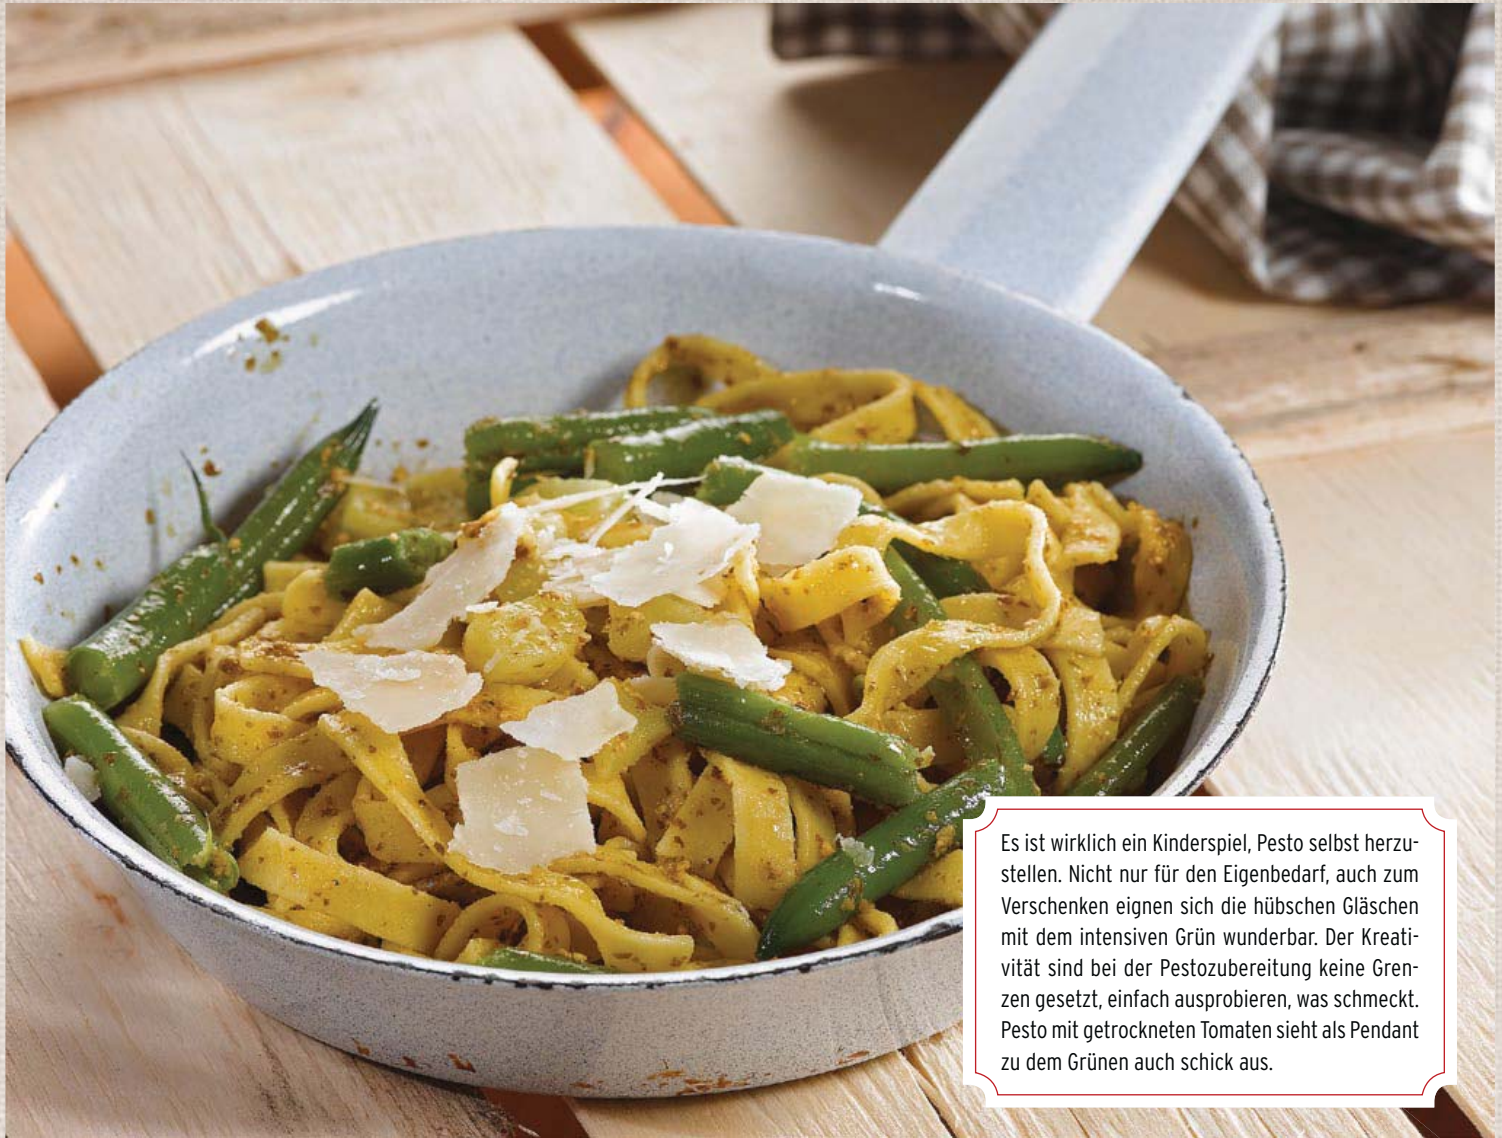 Es ist wirklich ein Kinderspiel, Pesto selbst herzu-
stellen. Nicht nur für den Eigenbedarf, auch zum
Verschenken eignen sich die hübschen Gläschen
mit dem intensiven Grün wunderbar. Der Kreati-
vität sind bei der Pestozubereitung keine Gren-
zen gesetzt, einfach ausprobieren, was schmeckt.
Pesto mit getrockneten Tomaten sieht als Pendant
zu dem Grünen auch schick aus.